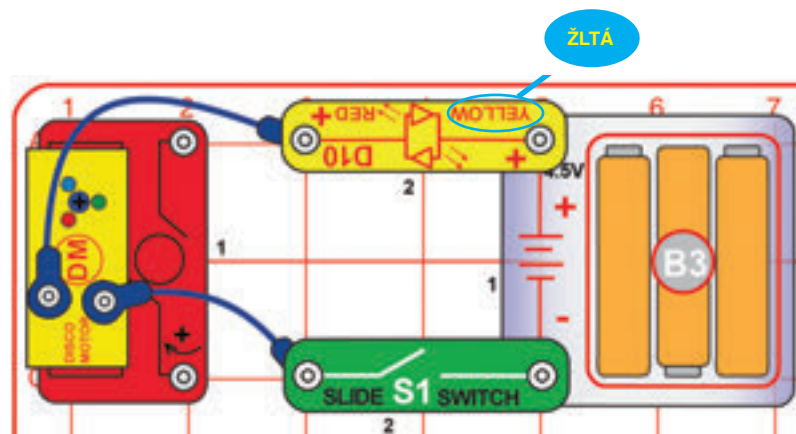 ŽLTÁ
1 2 6 7
+ RED YELLOW
D10 +
2
4.5V
+
DM
1
B3
1
DISCO
MOTOR
+
-
SLIDE S1 SWITCH
2